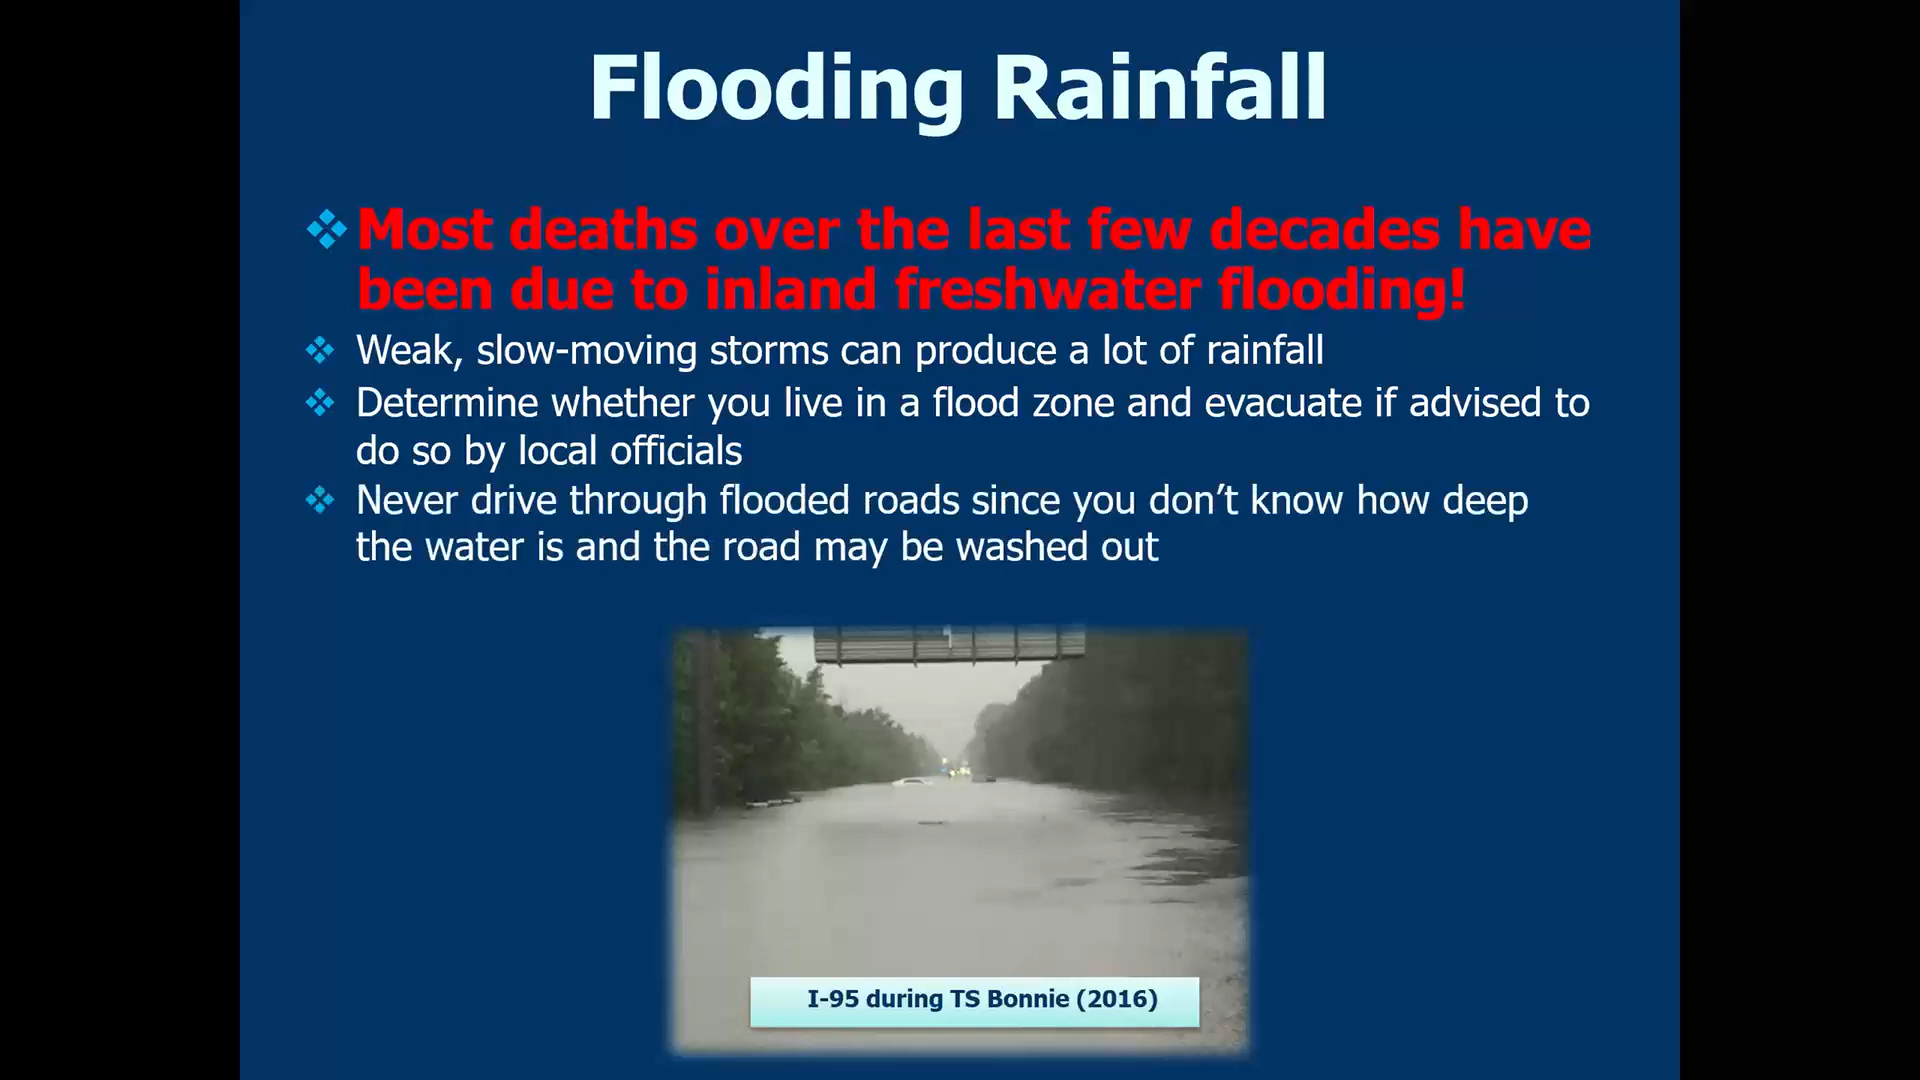 Flooding Rainfall
Most deaths over the last few decades have
been due to inland freshwater flooding!
Weak, slow-moving storms can produce a lot of rainfall
Determine whether you live in a flood zone and evacuate if advised to
do so by local officials
Never drive through flooded roads since you don’t know how deep
the water is and the road may be washed out
I-95 during TS Bonnie (2016)